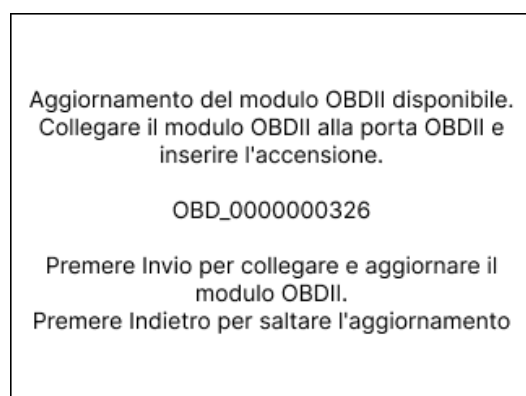 Aggiornamento del modulo OBDII disponibile.
Collegare il modulo OBDII alla porta OBDII e
inserire l'accensione.
OBD_0000000326
Premere Invio per collegare e aggiornare il
modulo OBDII.
Premere Indietro per saltare l'aggiornamento